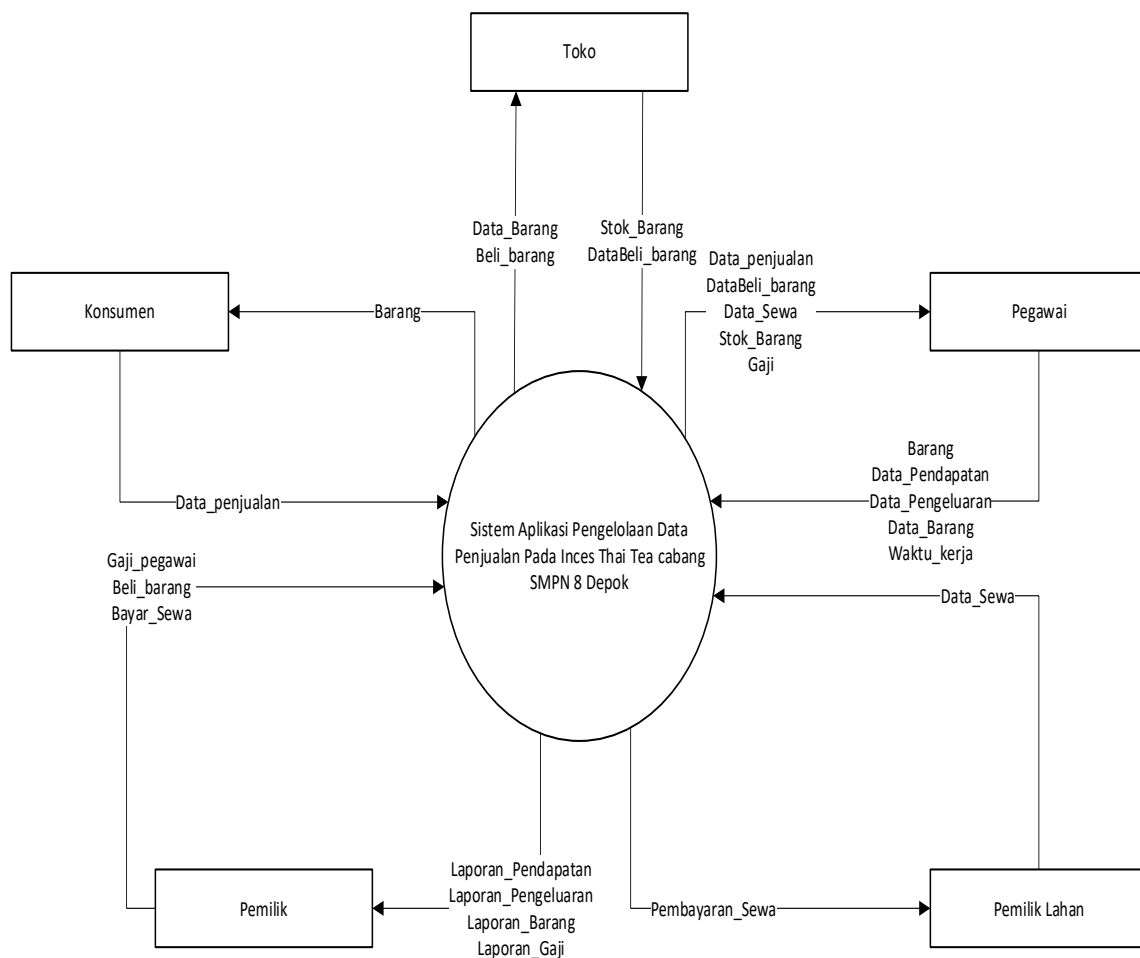 Toko
Data_Barang
Beli_barang
Stok_Barang
DataBeli_barang
Data_penjualan
DataBeli_barang
Data_Sewa
Stok_Barang
Gaji
Konsumen
Barang
Pegawai
Data_penjualan
Barang
Data_Pendapatan
Data_Pengeluaran
Data_Barang
Waktu_kerja
Sistem Aplikasi Pengelolaan Data
Penjualan Pada Inces Thai Tea cabang
SMPN 8 Depok
Gaji_pegawai
Beli_barang
Bayar_Sewa
Data_Sewa
Pemilik
Laporan_Pendapatan
Laporan_Pengeluaran
Laporan_Barang
Laporan_Gaji
Pembayaran_Sewa
Pemilik Lahan